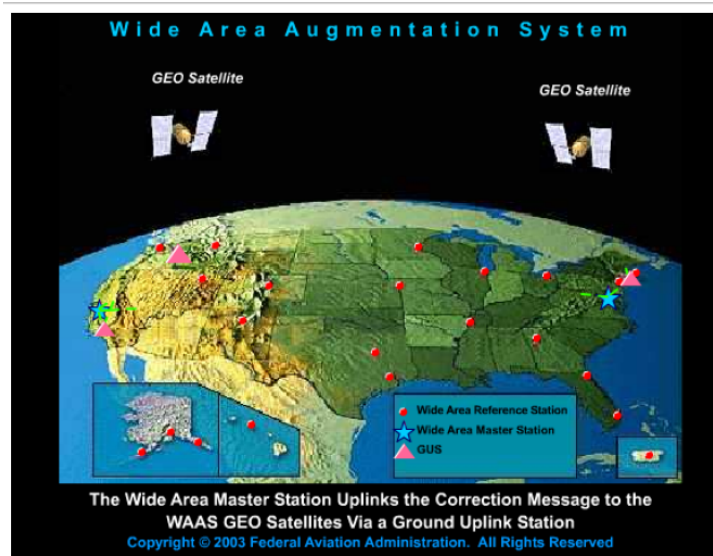 Wide Area Augmentation System
GEO Satellite
GEO Satellite
Wide Area Reference Station
Wide Area Master Station
GUS
The Wide Area Master Station Uplinks the Correction Message to the
WAAS GEO Satellites Via a Ground Uplink Station
Copyright © 2003 Federal Aviation Administration. All Rights Reserved